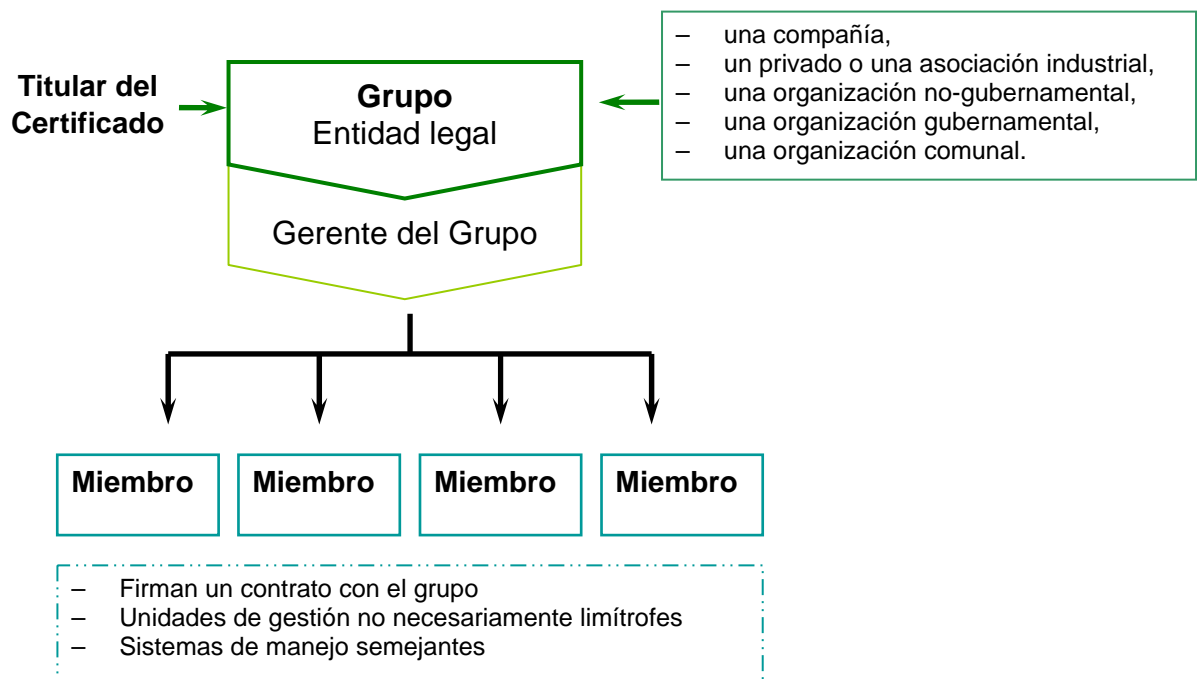 – una compañía,
– un privado o una asociación industrial,
– una organización no-gubernamental,
– una organización gubernamental,
– una organización comunal.
Titular del
Certificado
Grupo
Entidad legal
Gerente del Grupo
Miembro Miembro Miembro Miembro
– Firman un contrato con el grupo
– Unidades de gestión no necesariamente limítrofes
– Sistemas de manejo semejantes